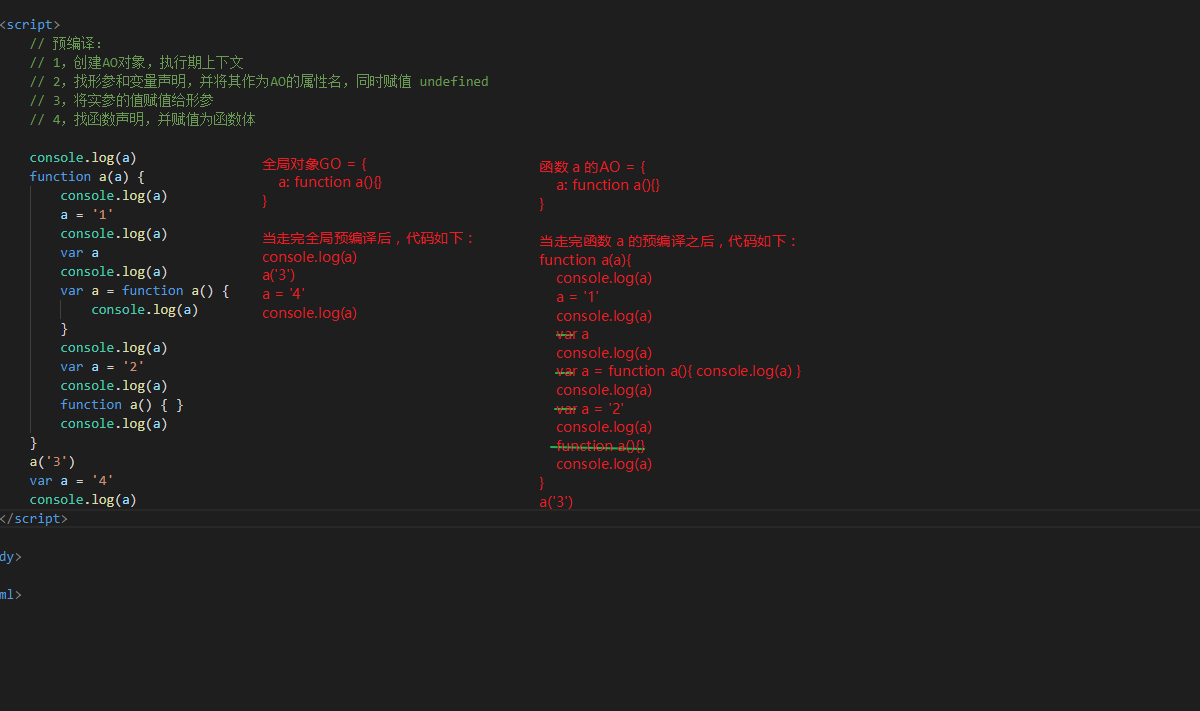 <script>
// 预编译:
// 1, 创建AO对象, 执行期上下文
// 2, 找形参和变量声明, 并将其作为AO的属性名, 同时赋值 undefined
// 3, 将实参的值赋值给形参
// 4, 找函数声明, 并赋值为函数体
console.log(a)
function a(a) {
console.log(a)
a = '1'
console.log(a)
var a
console.log(a)
var a = function a() {
console.log(a)
}
console.log(a)
var a = '2'
console.log(a)
function a() { }
console.log(a)
}
a('3')
var a = '4'
console.log(a)
</script>
dy>
ml>
全局对象GO = {
a: function a(){}
}
当走完全局预编译后，代码如下：
console.log(a)
a('3')
a = '4'
console.log(a)
函数 a 的AO = {
a: function a(){}
}
当走完函数 a 的预编译之后，代码如下：
function a(a){
console.log(a)
a = '1'
console.log(a)
var a
console.log(a)
var a = function a(){ console.log(a) }
console.log(a)
var a = '2'
console.log(a)
function a(){}
console.log(a)
}
a('3')